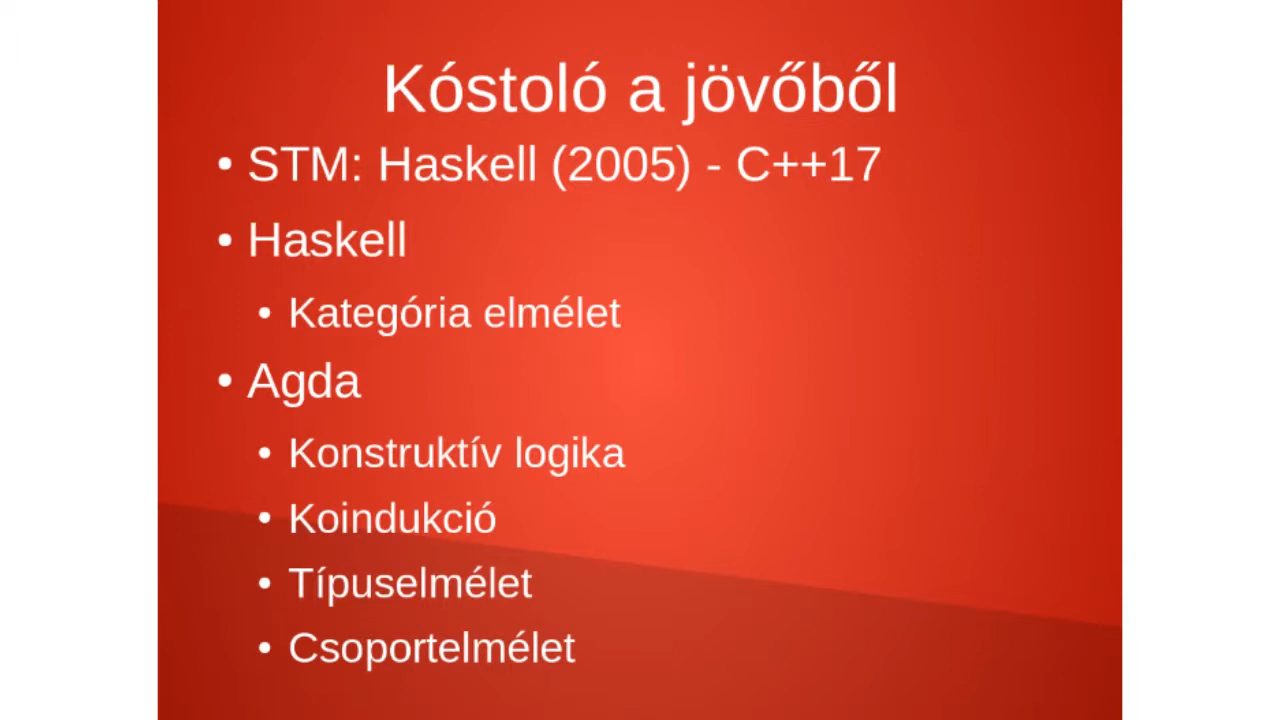 Kóstoló a jövőből
• STM: Haskell (2005) - C++17
• Haskell
• Kategória elmélet
• Agda
• Konstruktív logika
• Koindukció
• Típuselmélet
• Csoportelmélet